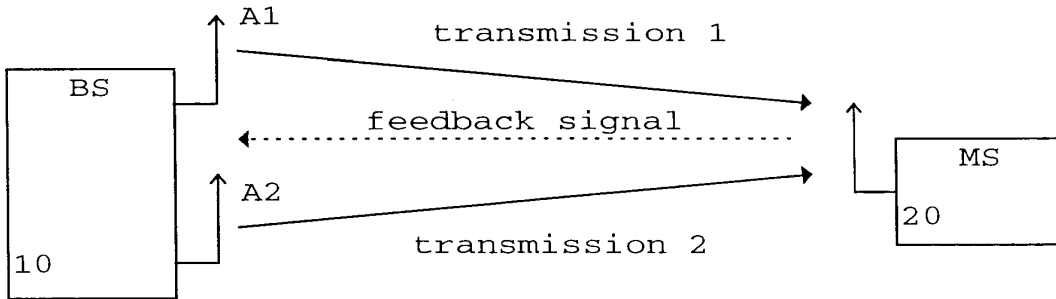 A1
transmission 1
BS
feedback signal
MS
A2
20
transmission 2
10